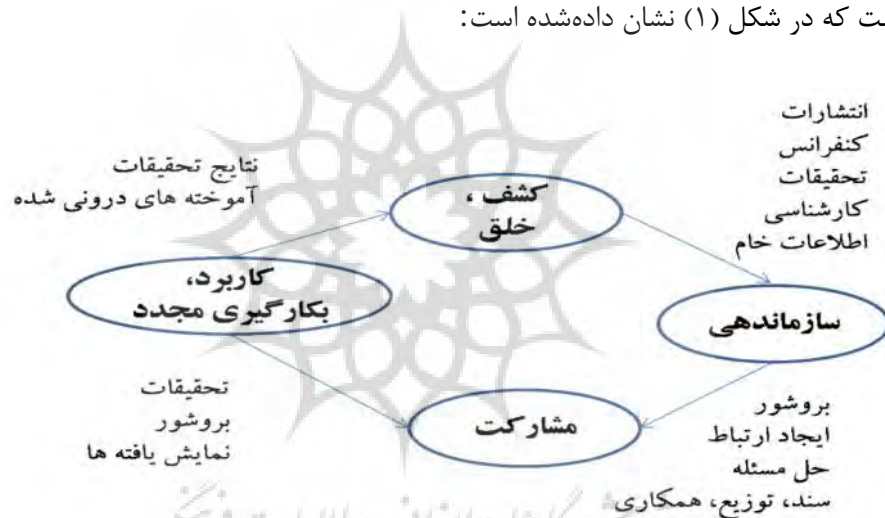 ت که در شکل (۱) نشان داده‌شده است:
انتشارات
کنفرانس
تحقیقات
کارشناسی
اطلاعات خام
نتایج تحقیقات
آموخته های درونی شده
کشف ،
خلق
کاربرد،
بکارگیری مجدد
سازماندهی
تحقیقات
بروشور
نمایش یافته ها
مشارکت
بروشور
ایجاد ارتباط
حل مسئله
سند، توزیع، همکاری